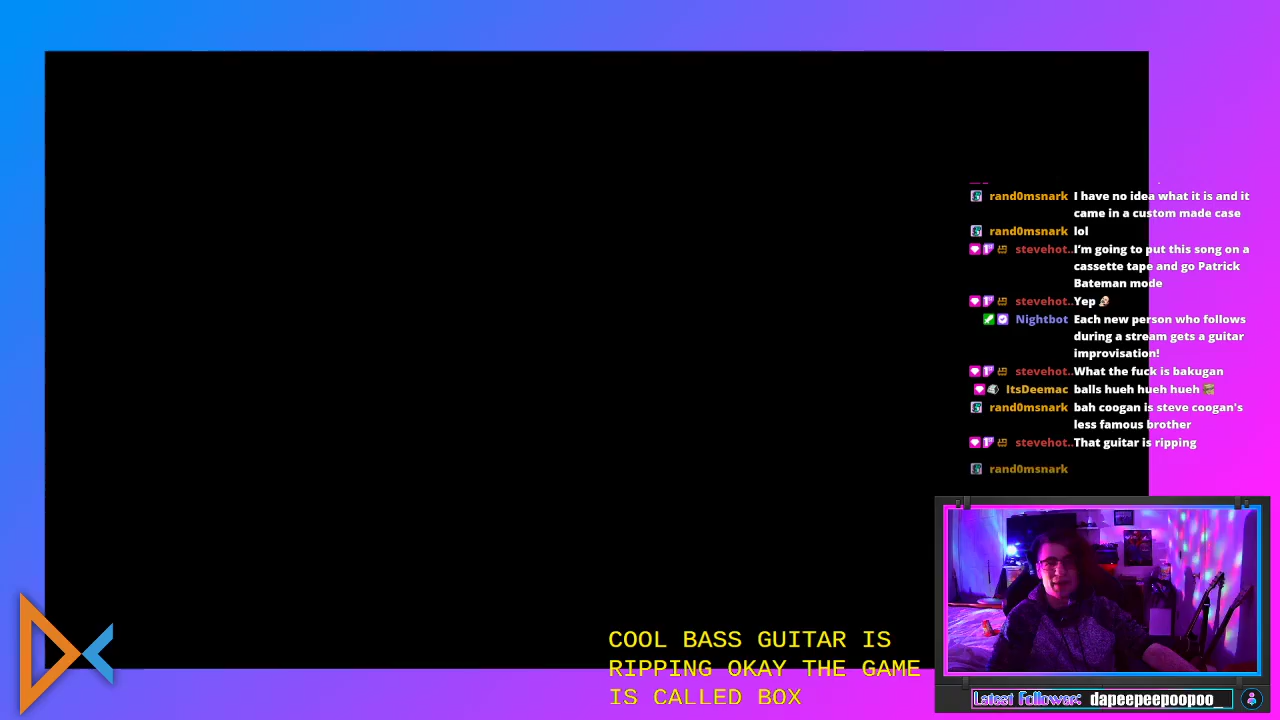 rand0msnark I have no idea what it is and it
came in a custom made case
rand0msnark lol
stevehot.. I'm going to put this song on a
cassette tape and go Patrick
Bateman mode
stevehot.. Yep
Nightbot Each new person who follows
during a stream gets a guitar
improvisation!
stevehot.. What the fuck is bakugan
ItsDeemac balls hueh hueh hueh
rand0msnark bah coogan is steve coogan's
less famous brother
stevehot.. That guitar is ripping
rand0msnark
COOL BASS GUITAR IS
RIPPING OKAY THE GAME
IS CALLED BOX
Latest Follower: dapeepeepoopoo_